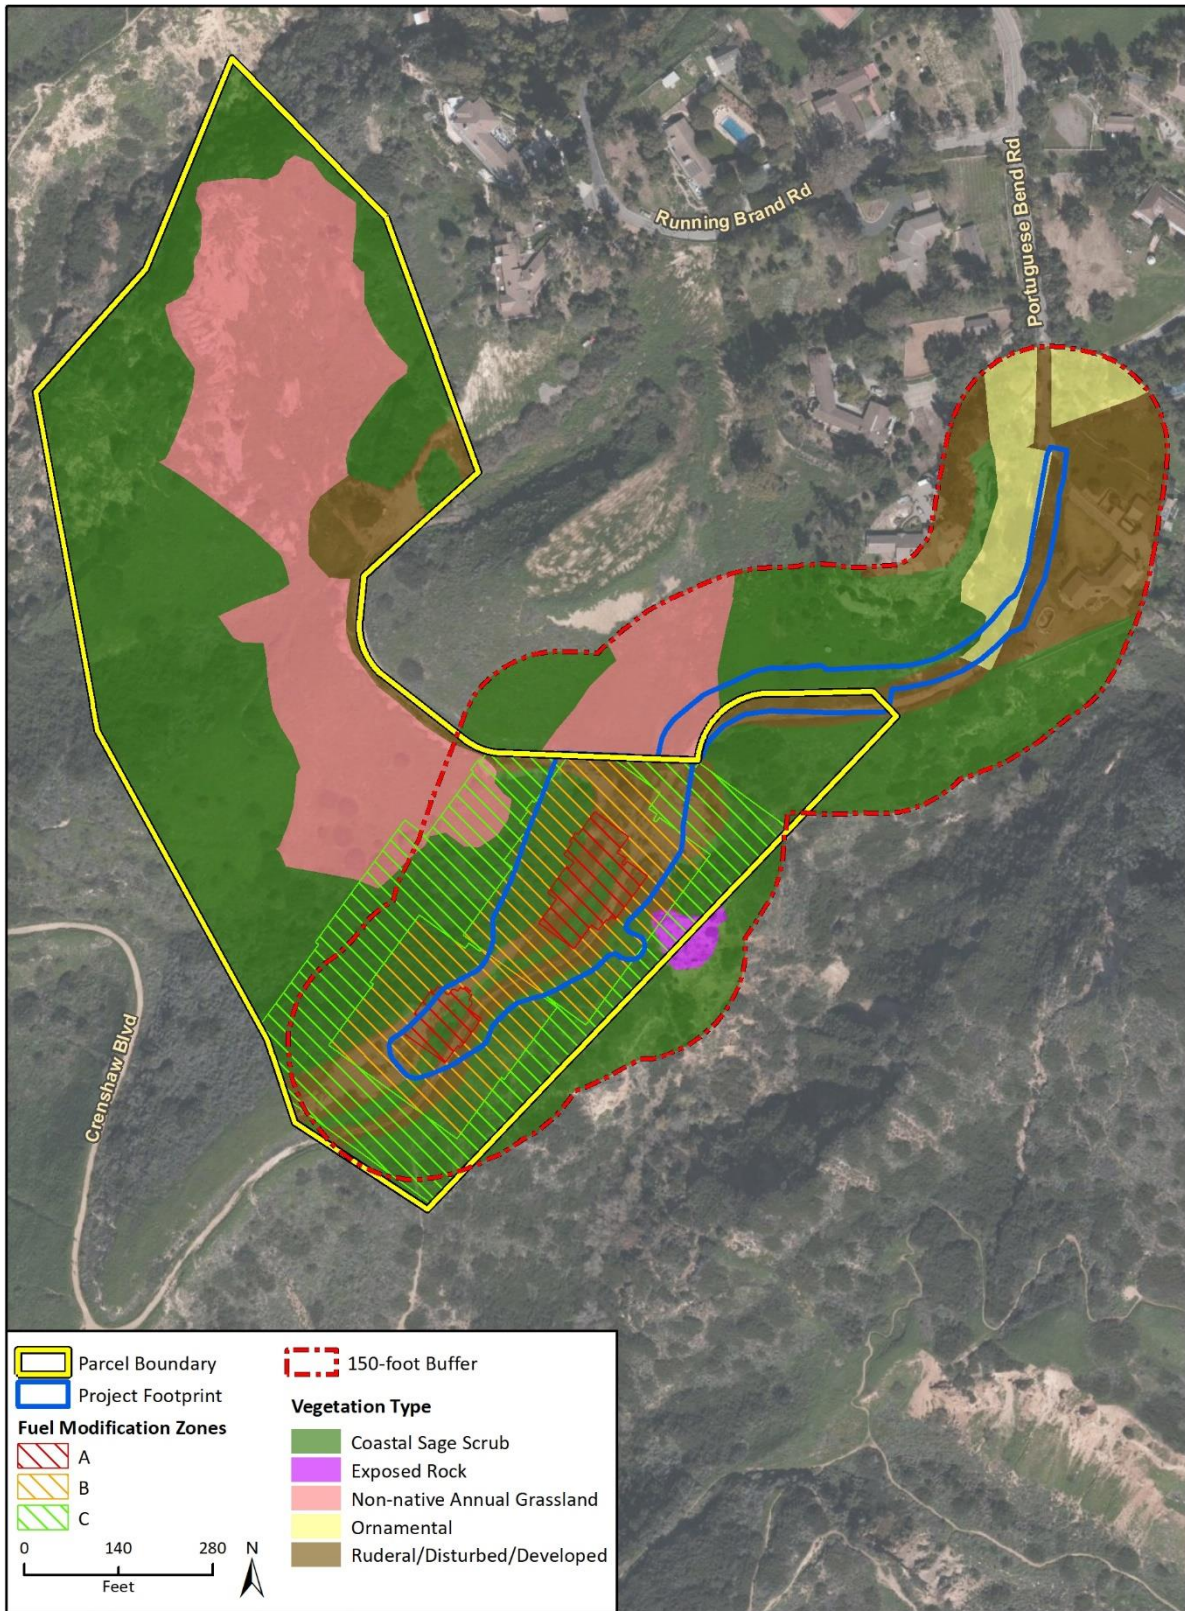 Running Brand Rd
Portuguese Bend Rd
Crenshaw Blvd
Parcel Boundary
Project Footprint
Fuel Modification Zones
A
B
C
0 140 280
Feet
N
150-foot Buffer
Vegetation Type
Coastal Sage Scrub
Exposed Rock
Non-native Annual Grassland
Ornamental
Ruderal/Disturbed/Developed